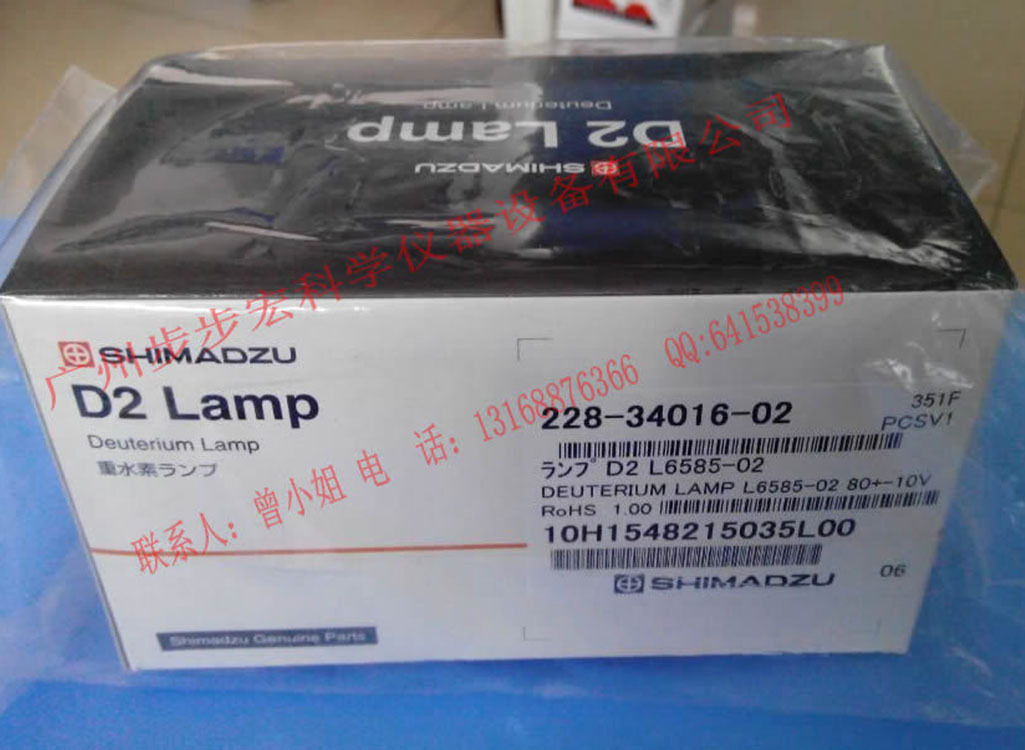 Deuterium Lamp
D2 Lamp
SHIMADZU
广州步步宏科学仪器设备有限公司
SHIMADZU
D2 Lamp
Deuterium Lamp
重水素ランプ
联系人：曾小姐 电 话：13168876366 QQ:641538399
351F
228-34016-02 PCSV1
ランプ D2 L6585-02
DEUTERIUM LAMP L6585-02 80+-10V
RoHS 1.00
10H1548215035L00
SHIMADZU 06
Shimadzu Genuine Parts